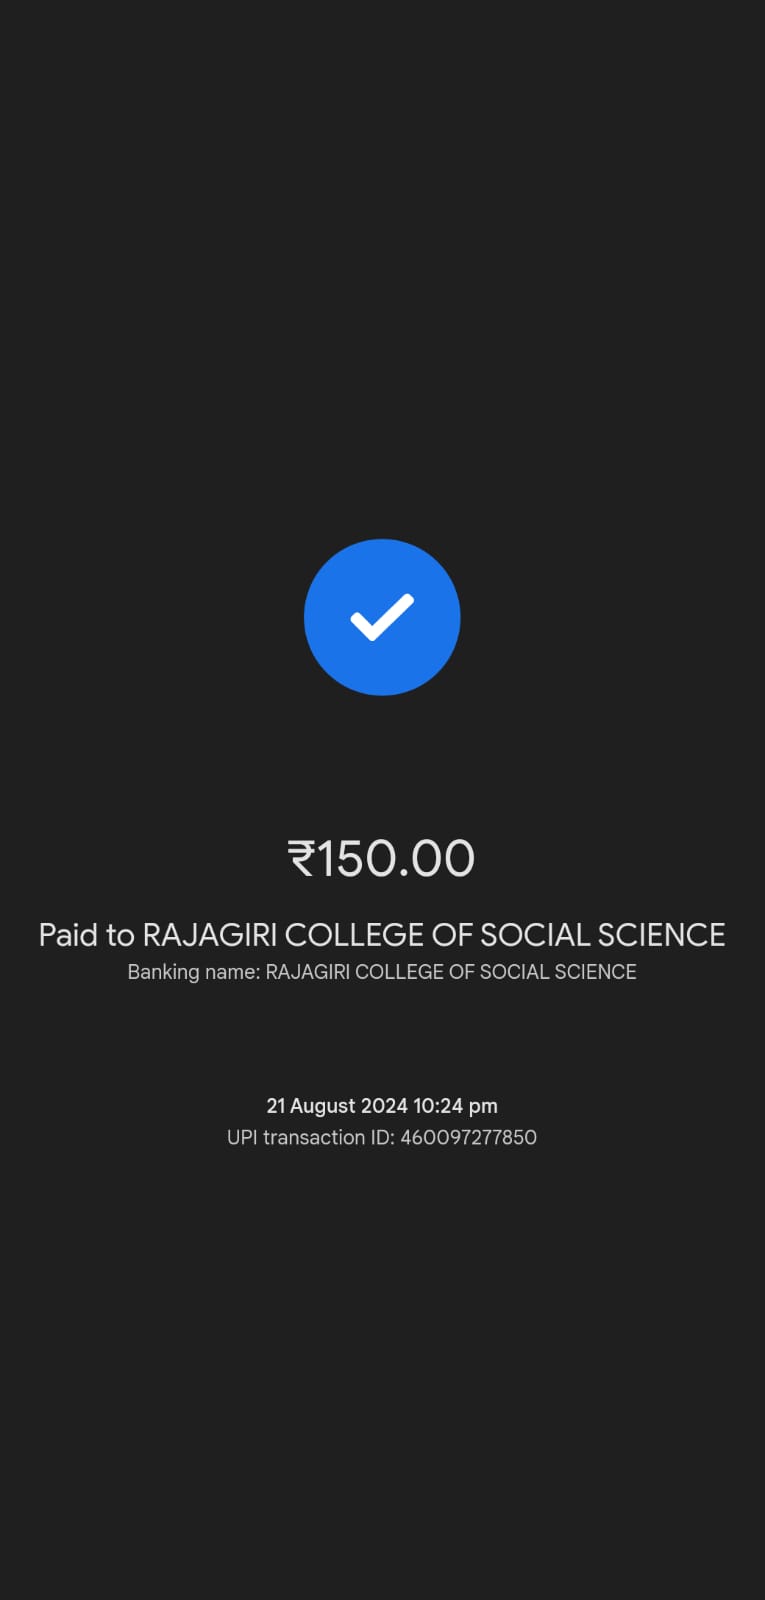 ₹150.00
Paid to RAJAGIRI COLLEGE OF SOCIAL SCIENCE
Banking name: RAJAGIRI COLLEGE OF SOCIAL SCIENCE
21 August 2024 10:24 pm
UPI transaction ID: 460097277850